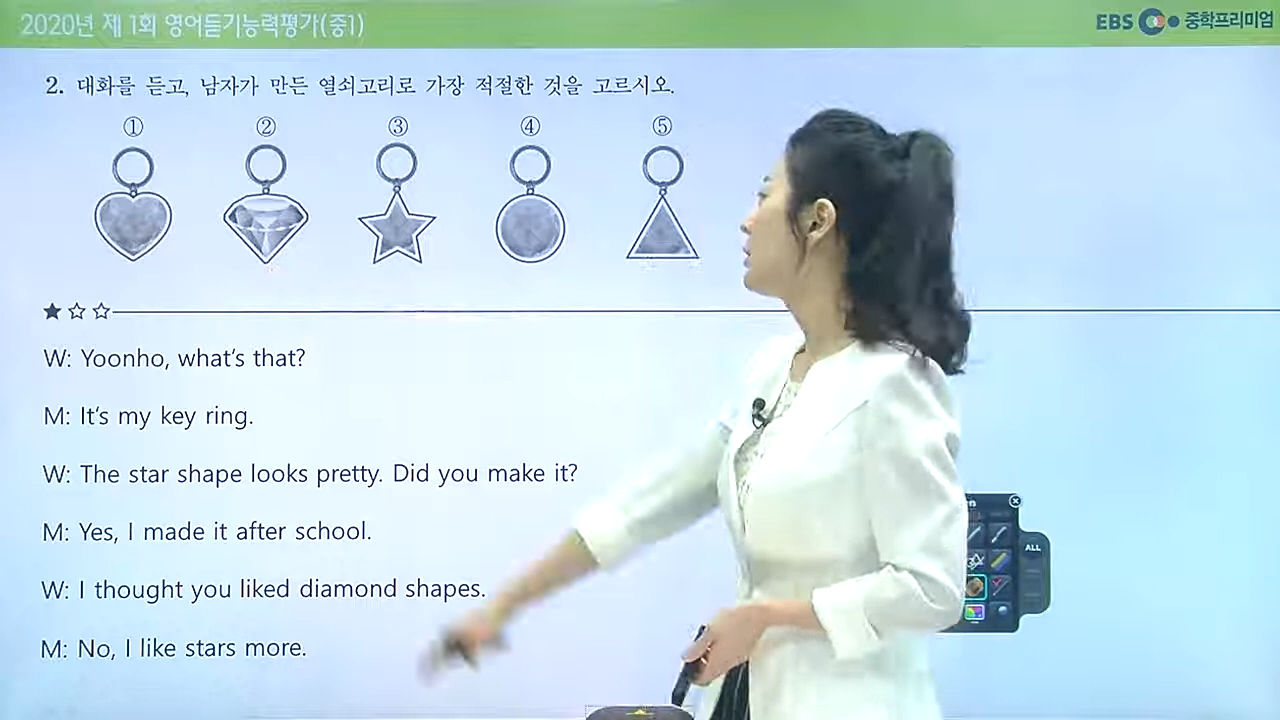 2020년 제 1회 영어듣기능력평가(중1)
EBS 중학프리미엄
2. 대화를 듣고, 남자가 만든 열쇠고리로 가장 적절한 것을 고르시오.
① ② ③ ④ ⑤
W: Yoonho, what's that?
M: It's my key ring.
W: The star shape looks pretty. Did you make it?
M: Yes, I made it after school.
W: I thought you liked diamond shapes.
M: No, I like stars more.
ALL